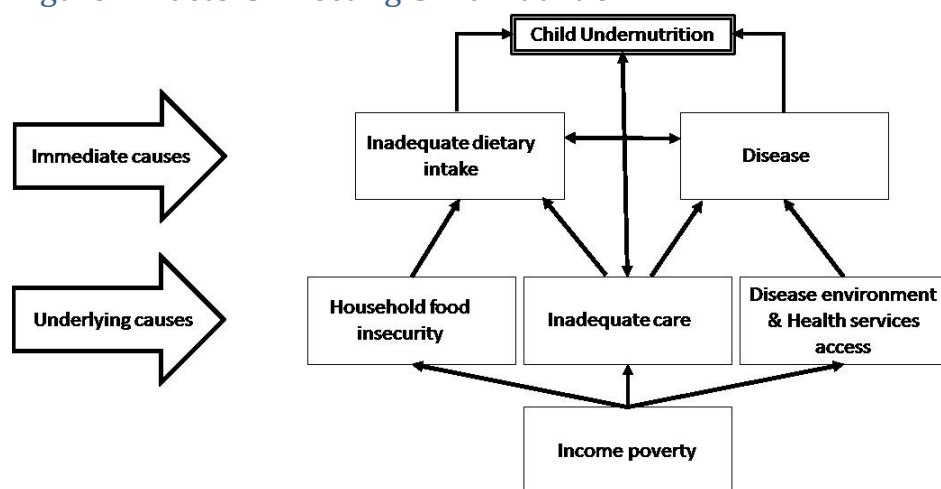 Child Undernutrition
Immediate causes
Inadequate dietary
intake
Disease
Underlying causes
Household food
insecurity
Inadequate care
Disease environment
& Health services
access
Income poverty